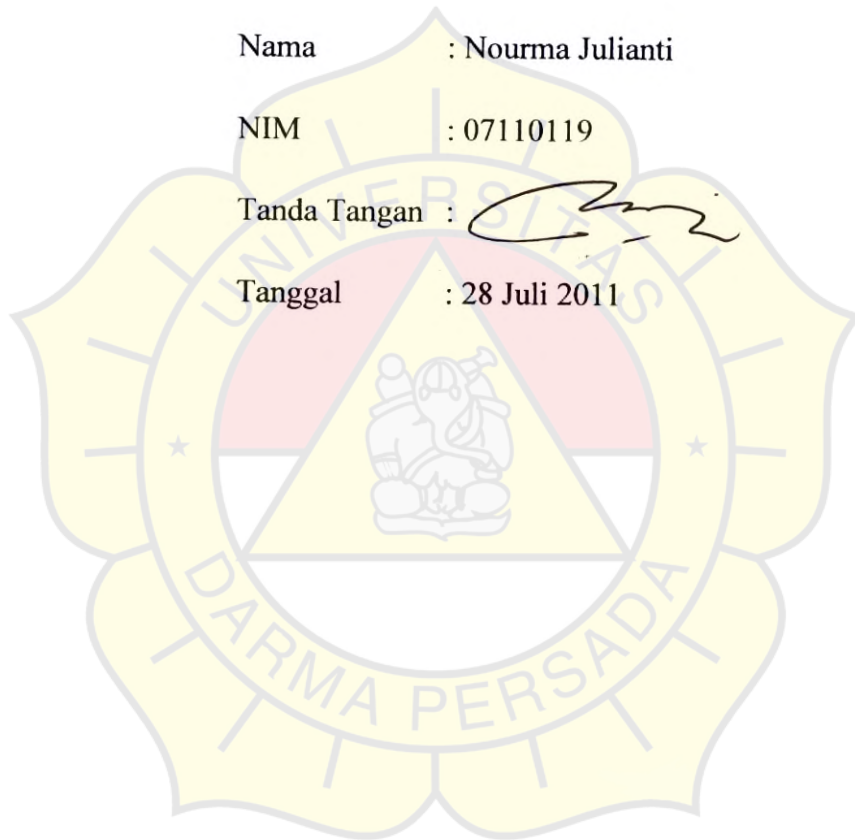 Nama : Nourma Julianti
NIM : 07110119
Tanda Tangan :
Tanggal : 28 Juli 2011
UNIVERSITAS
DARMA PERSADA